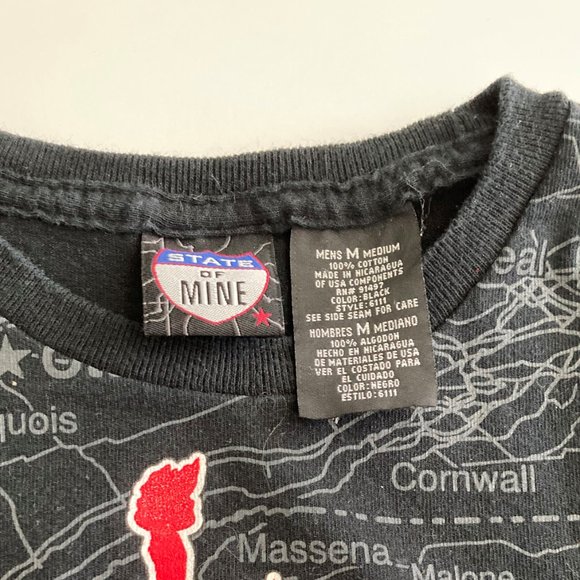 STATE
OF
MINE
MENS M MEDIUM
100% COTTON
MADE IN NICARAGUA
OF USA COMPONENTS
RN# 91497
COLOR: BLACK
STYLE: 6111
SEE SIDE SEAM FOR CARE
HOMBRES M MEDIANO
100% ALGODON
HECHO EN NICARAGUA
DE MATERIALES DE USA
VER EL COSTADO PARA
EL CUIDADO
COLOR: NEGRO
ESTILO: 6111
eal
quois
Cornwall
Massena
Malone